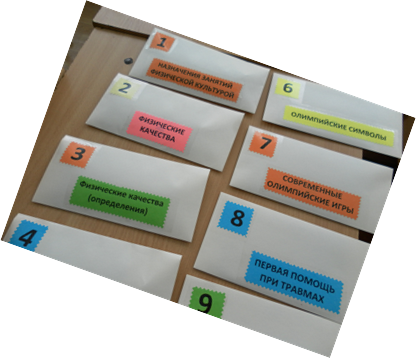 1
НАЗНАЧЕНИЯ ЗАНЯТИЙ
ФИЗИЧЕСКОЙ КУЛЬТУРОЙ
2
ФИЗИЧЕСКИЕ
КАЧЕСТВА
3
Физические качества
(определения)
4
6
ОЛИМПИЙСКИЕ СИМВОЛЫ
7
СОВРЕМЕННЫЕ
ОЛИМПИЙСКИЕ ИГРЫ
8
ПЕРВАЯ ПОМОЩЬ
ПРИ ТРАВМАХ
9